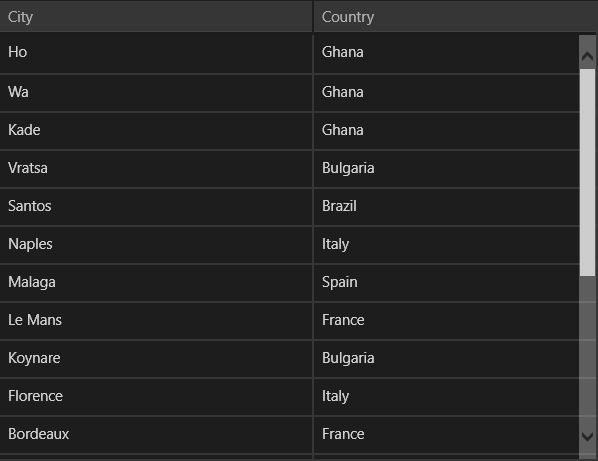 City Country
Ho Ghana
Wa Ghana
Kade Ghana
Vratsa Bulgaria
Santos Brazil
Naples Italy
Malaga Spain
Le Mans France
Koynare Bulgaria
Florence Italy
Bordeaux France